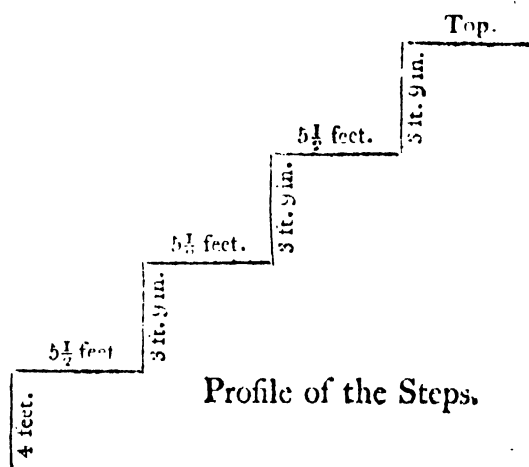 Top.
3 ft. 9 in.
5½ feet.
3 ft. 9 in.
5½ feet.
3 ft. 9 in.
5½ feet
4 feet.
Profile of the Steps.